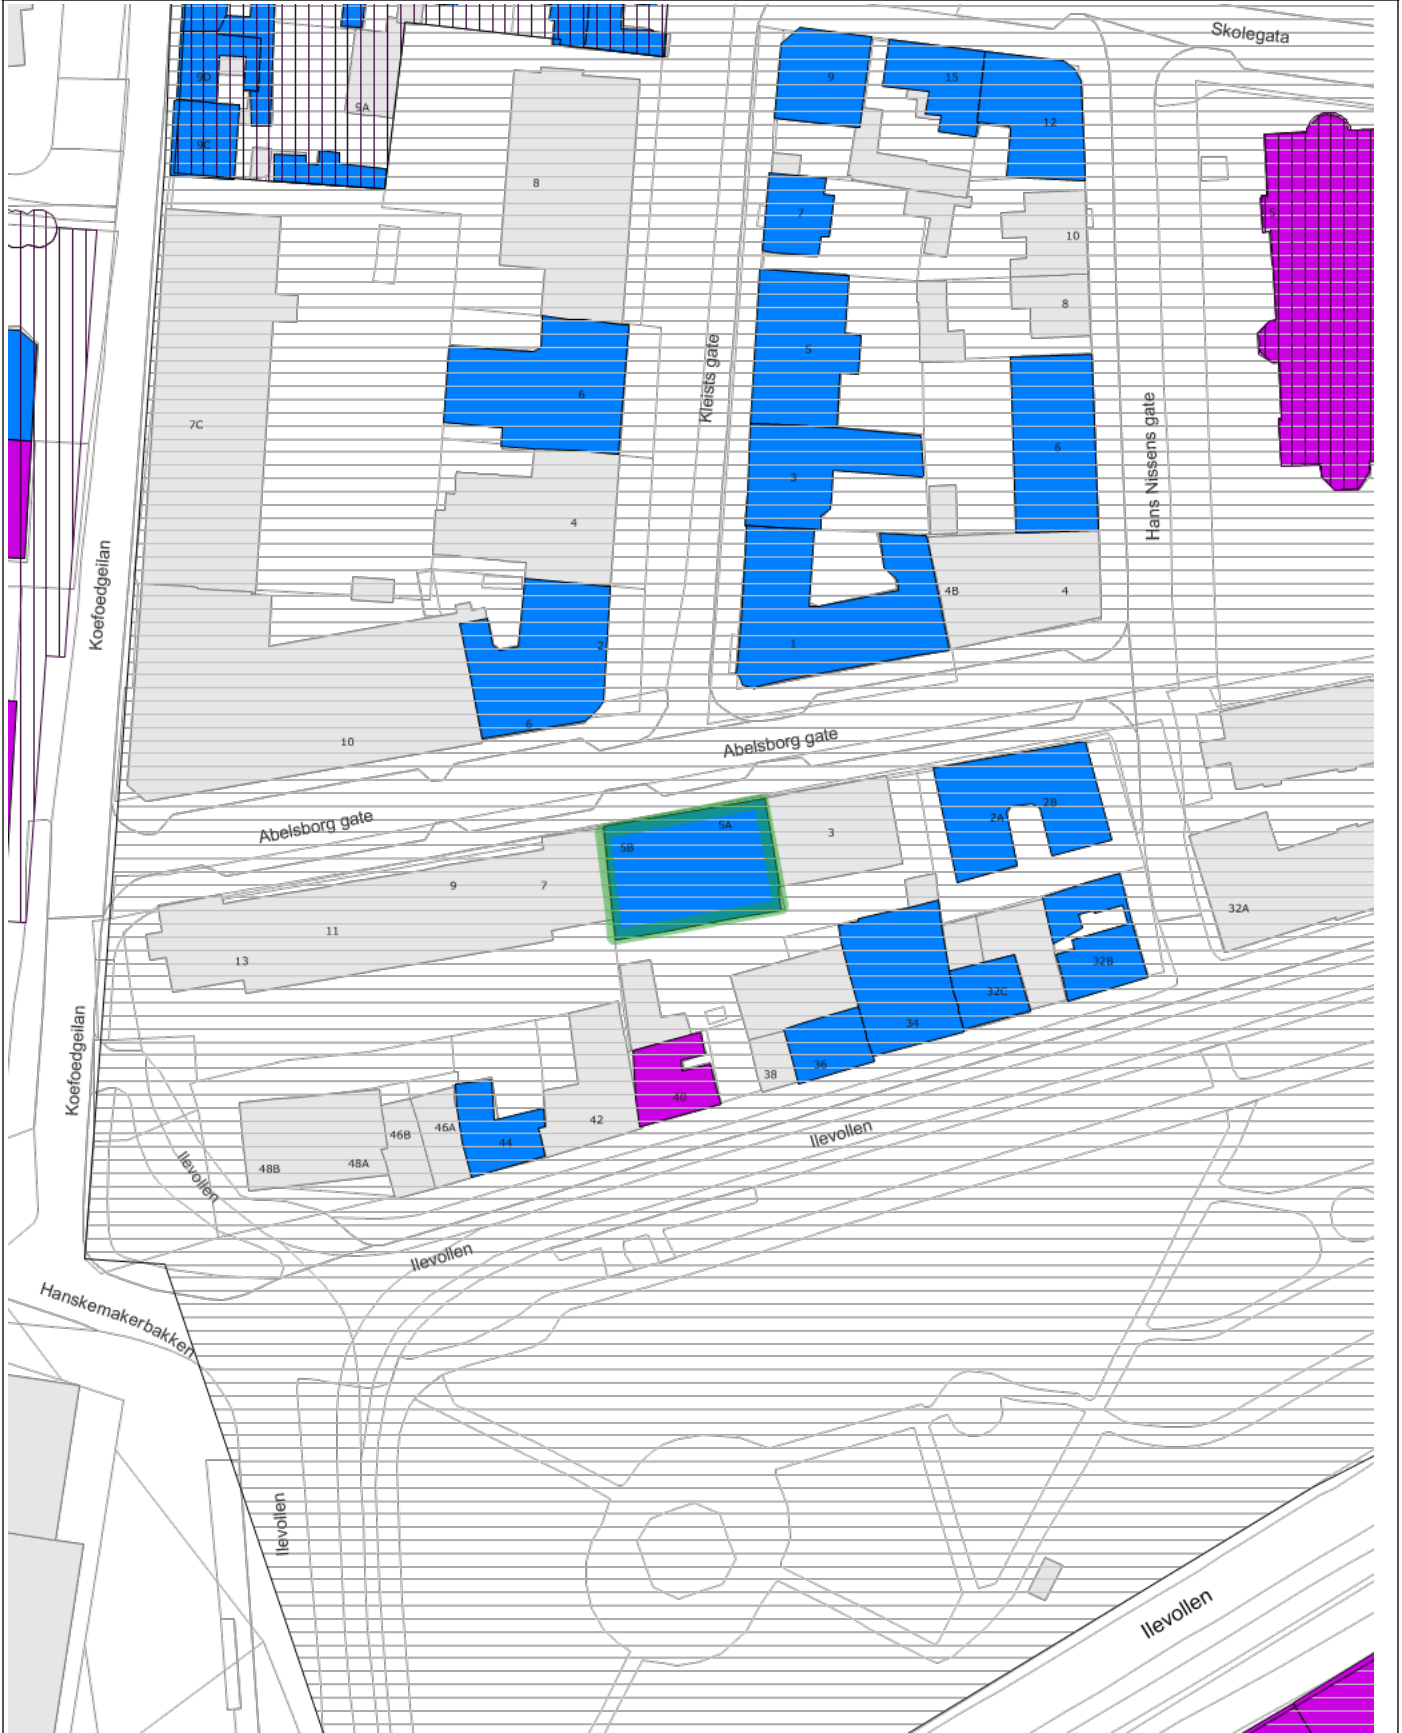 Skolegata
9D
9A
9C
9
15
12
8
7
5
10
8
7C
5
6
Kleists gate
6
Hans Nissens gate
3
4
Koefoedgeilan
4B
4
2
1
6
10
Abelsborg gate
2B
2A
Abelsborg gate
5A
5B
3
9
7
32A
11
13
32B
32C
34
Koefoedgeilan
36
38
40
42
46A
46B
44
48B
48A
Ilevollen
Ilevollen
Ilevollen
Hanskemakerbakken
Ilevollen
Ilevollen